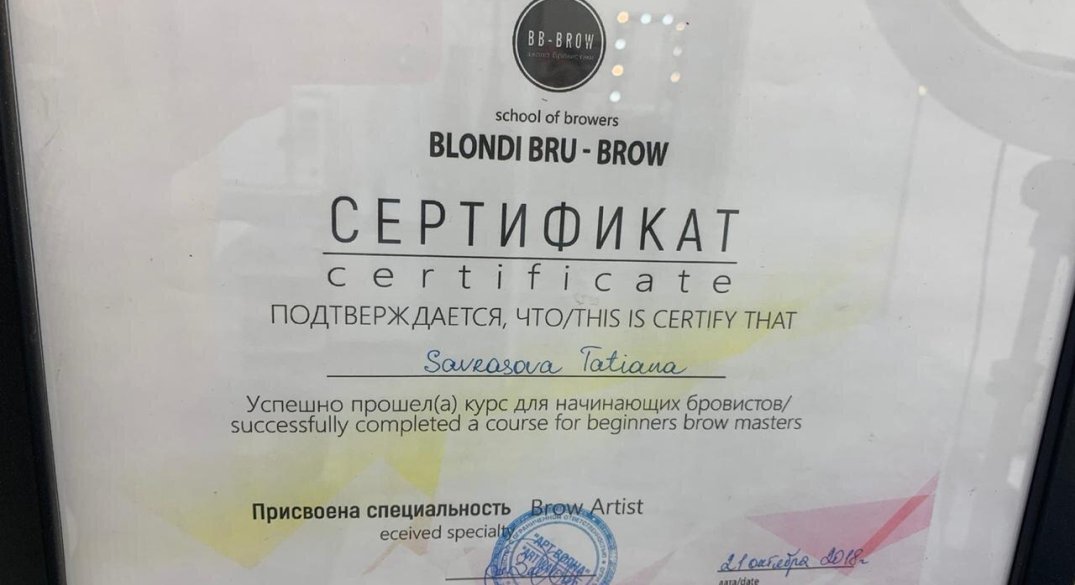 BB-BROW
school of browers
BLONDI BRU - BROW
СЕРТИФИКАТ
certificate
ПОДТВЕРЖДАЕТСЯ, ЧТО/THIS IS CERTIFY THAT
Savrasova Tatiana
Успешно прошел(а) курс для начинающих бровистов/
successfully completed a course for beginners brow masters
Присвоена специальность Brow Artist
eceived specialty
21 октября 2018г
дата/date